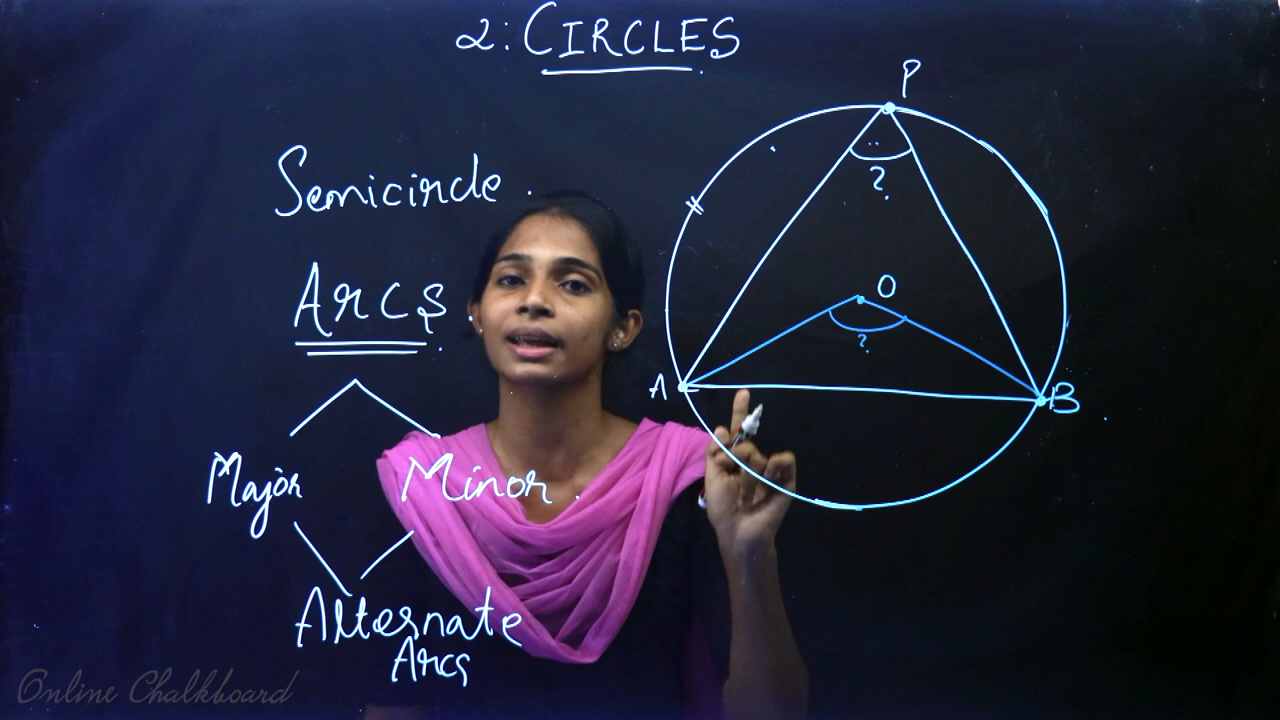 2: CIRCLES
P
Semicircle.
?
ARCS.
O
?
A
B
Major
Minor.
Alternate
Arcs
Online Chalkboard